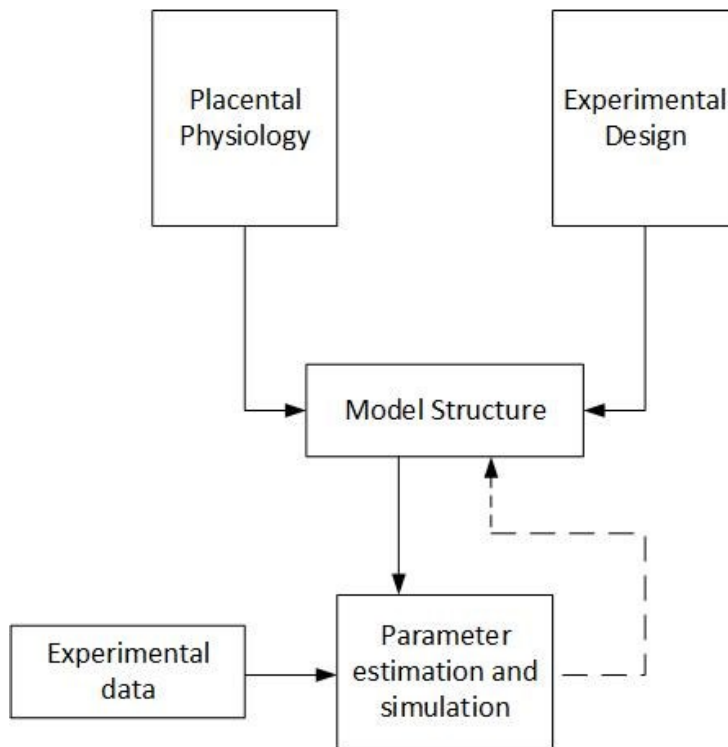 Placental
Physiology
Experimental
Design
Model Structure
Experimental
data
Parameter
estimation and
simulation